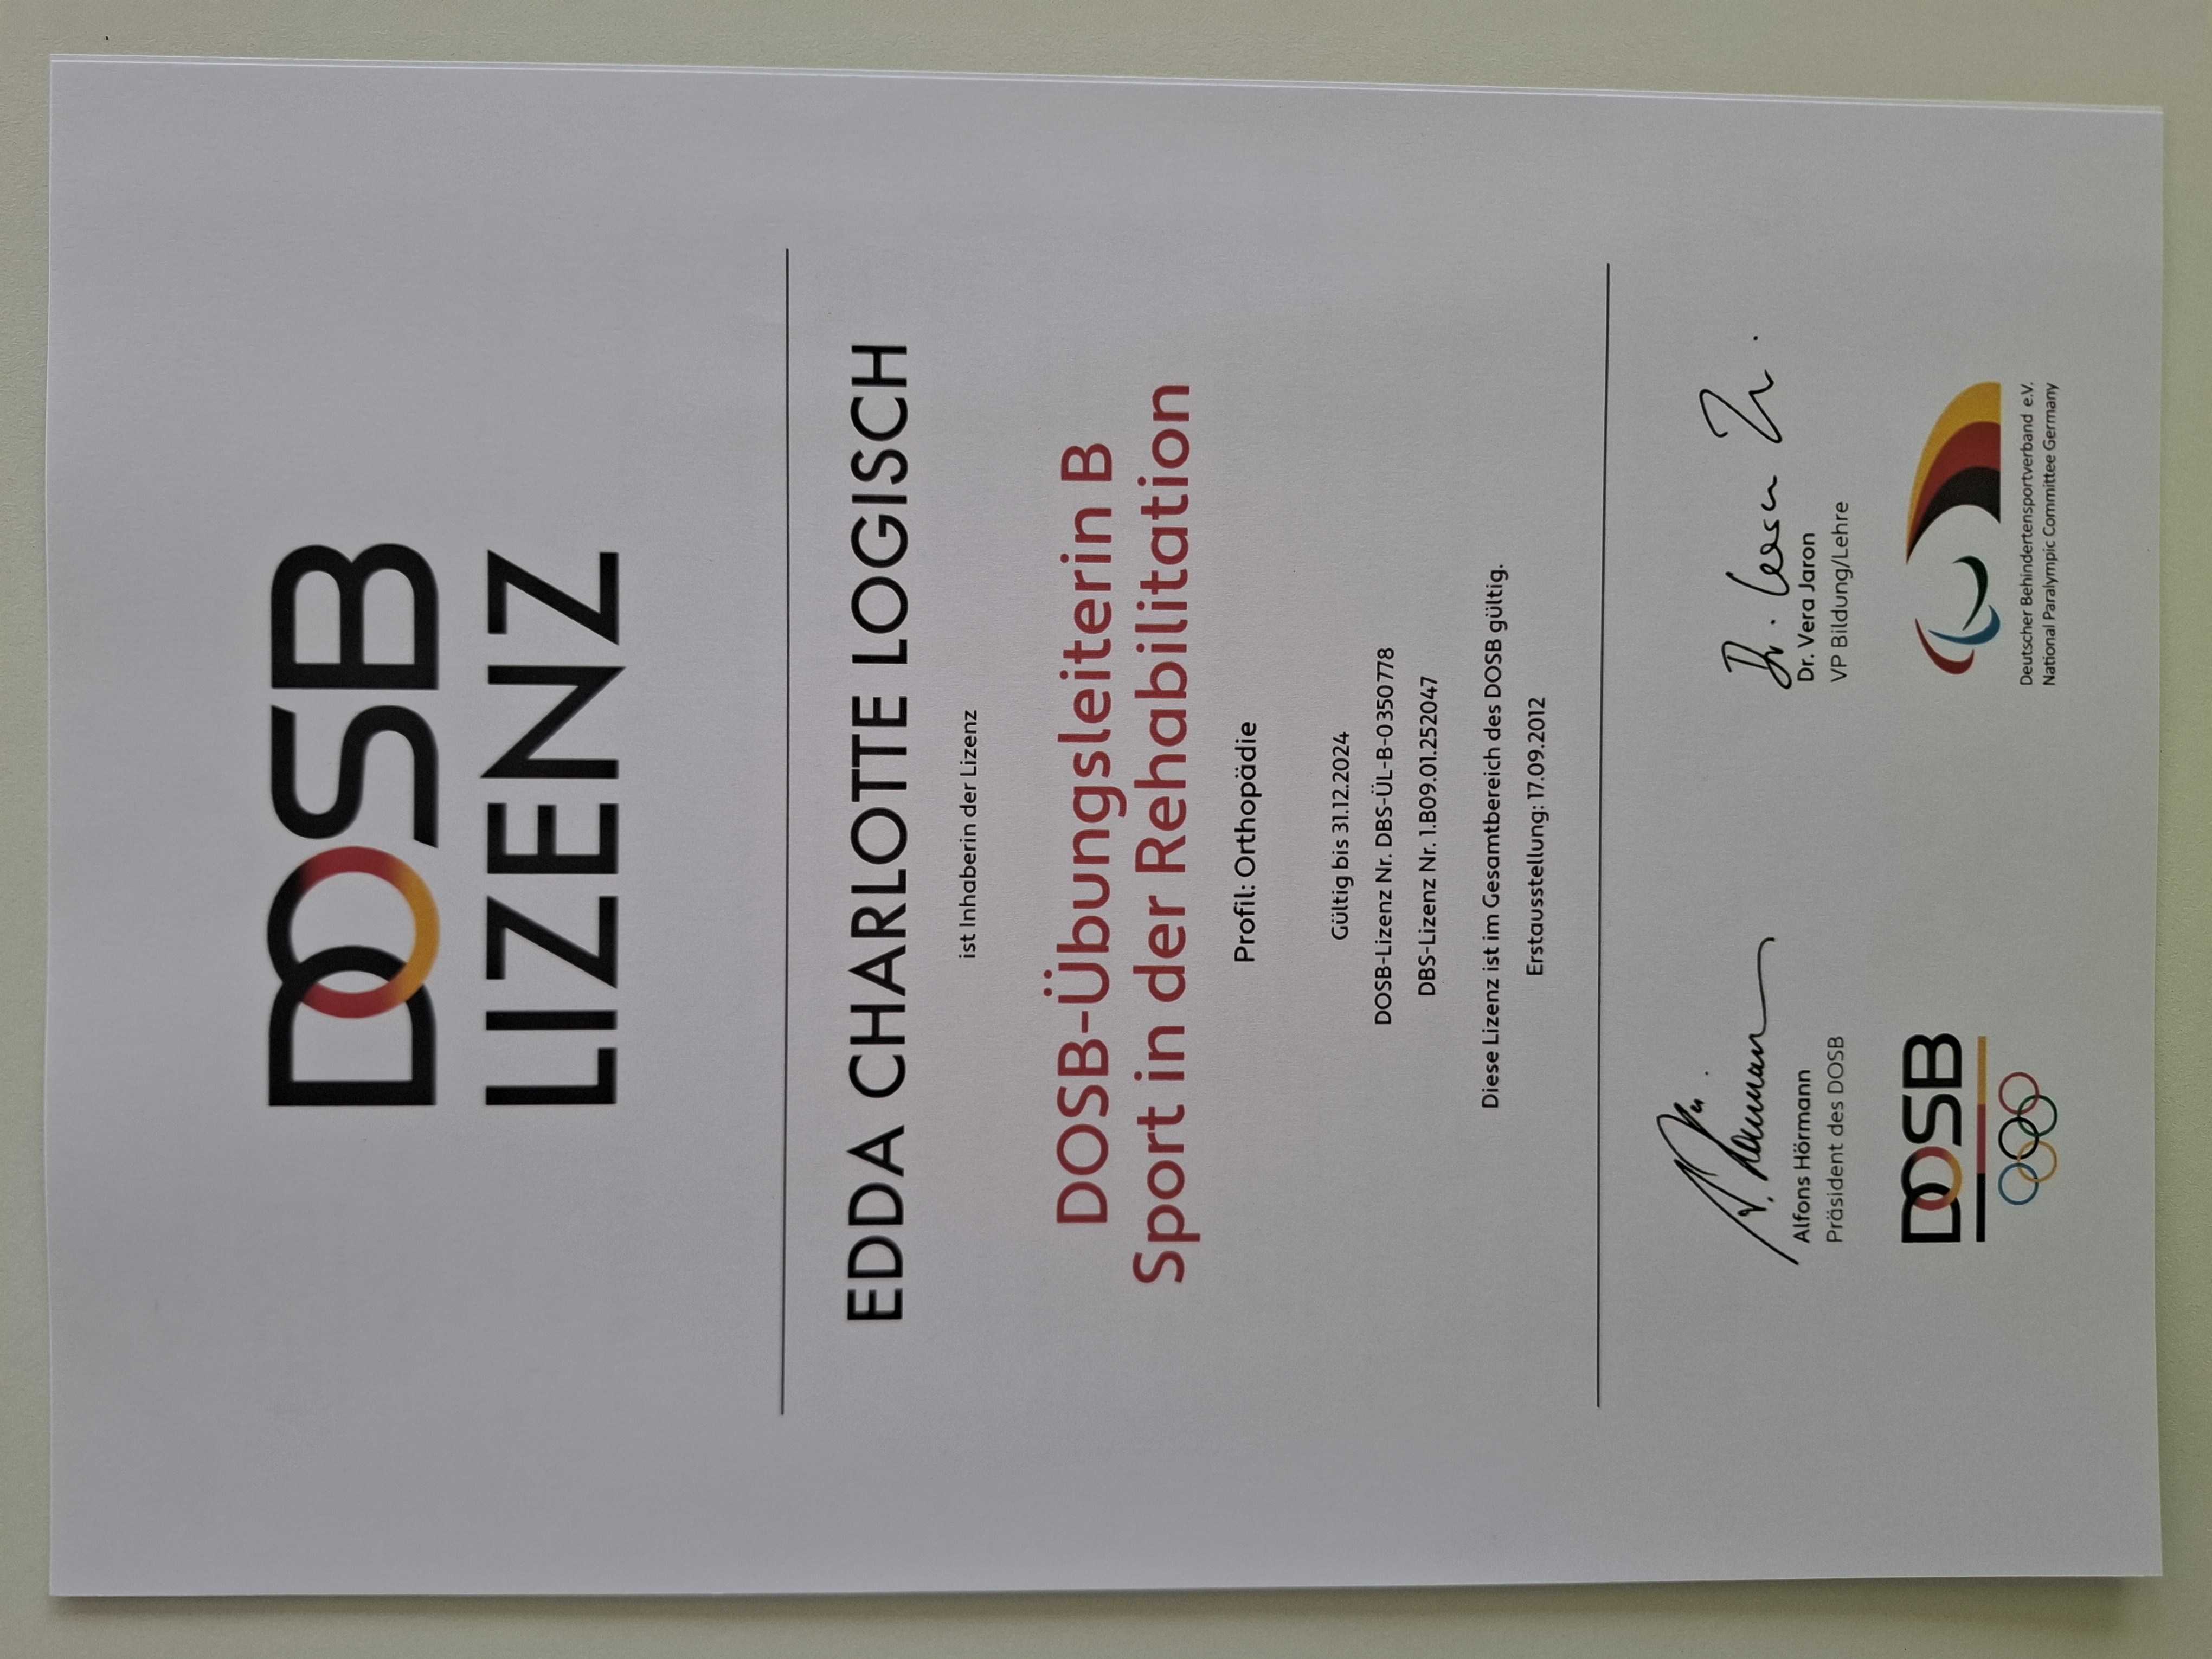 DOSB
LIZENZ
EDDA CHARLOTTE LOGISCH
ist Inhaberin der Lizenz
DOSB-Übungsleiterin B
Sport in der Rehabilitation
Profil: Orthopädie
Gültig bis 31.12.2024
DOSB-Lizenz Nr. DBS-ÜL-B-0350778
DBS-Lizenz Nr. 1.B09.01.252047
Diese Lizenz ist im Gesamtbereich des DOSB gültig.
Erstausstellung: 17.09.2012
Alfons Hörmann
Präsident des DOSB
DOSB
Dr. Vera Jaron
VP Bildung/Lehre
Deutscher Behindertensportverband e.V.
National Paralympic Committee Germany